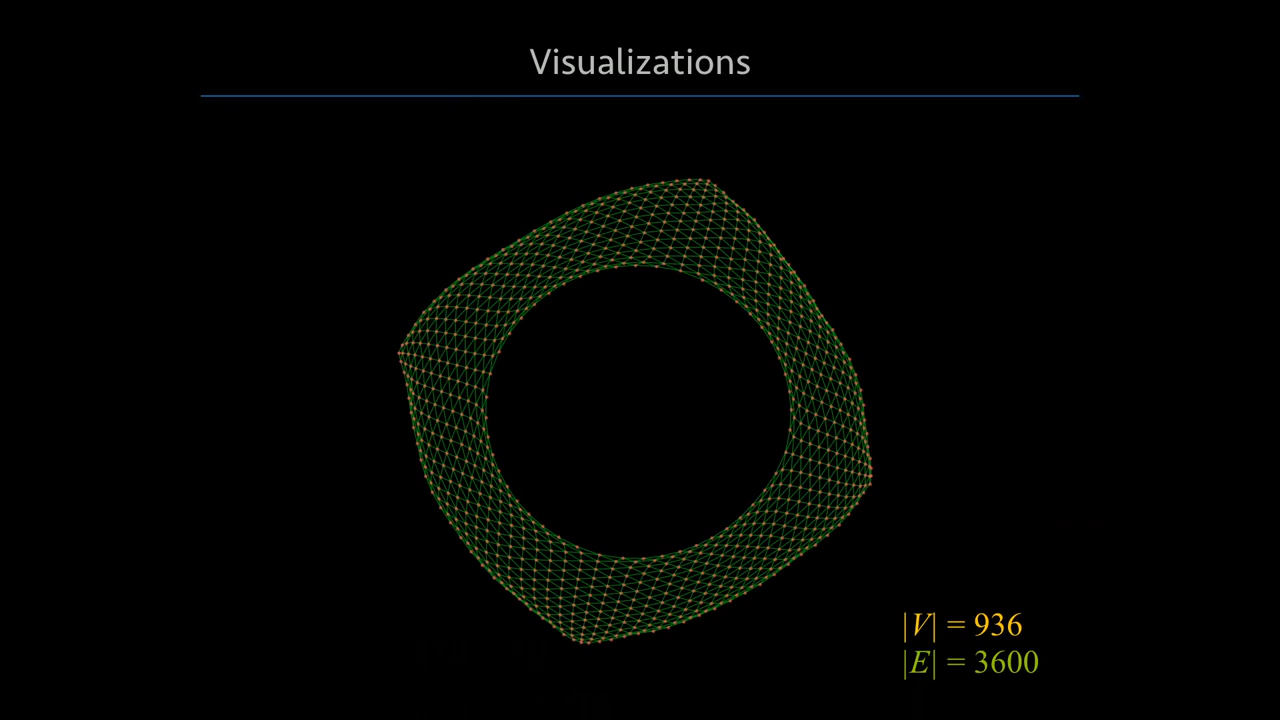 Visualizations
|V| = 936
|E| = 3600